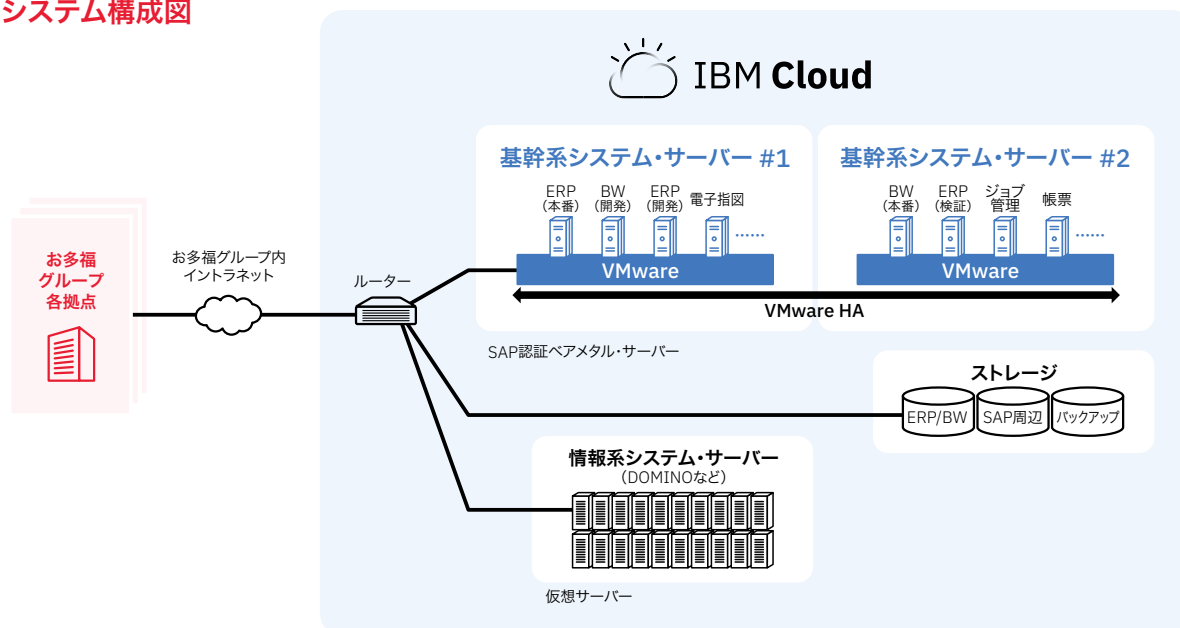 システム構成図
IBM Cloud
基幹系システム・サーバー #1
ERP
（本番）
BW
（開発）
ERP
（開発）
電子指図
……
VMware
基幹系システム・サーバー #2
BW
（本番）
ERP
（検証）
ジョブ
管理
帳票
……
VMware
VMware HA
SAP認証ベアメタル・サーバー
お多福
グループ
各拠点
お多福グループ内
イントラネット
ルーター
ストレージ
ERP/BW
SAP周辺
バックアップ
情報系システム・サーバー
（DOMINOなど）
仮想サーバー